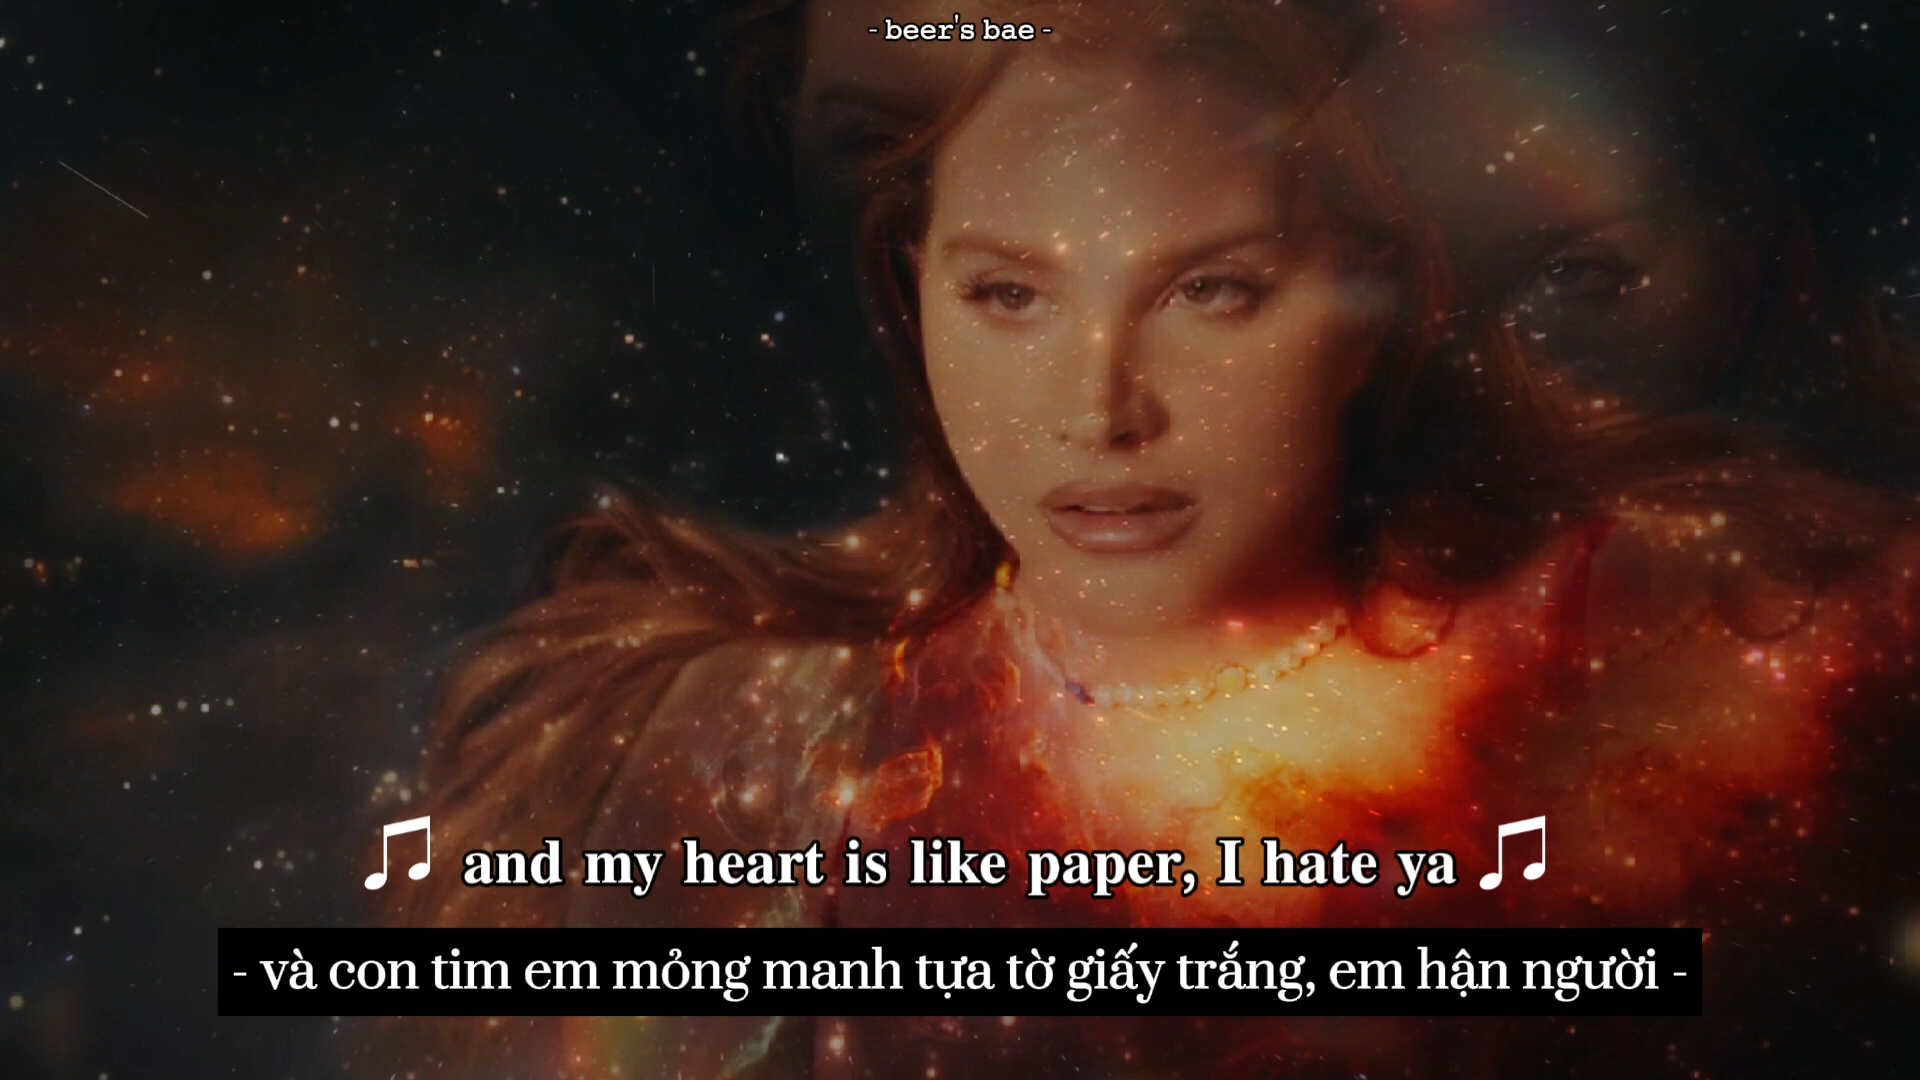 - beer's bae -
♫ and my heart is like paper, I hate ya ♫
- và con tim em mỏng manh tựa tờ giấy trắng, em hận người -